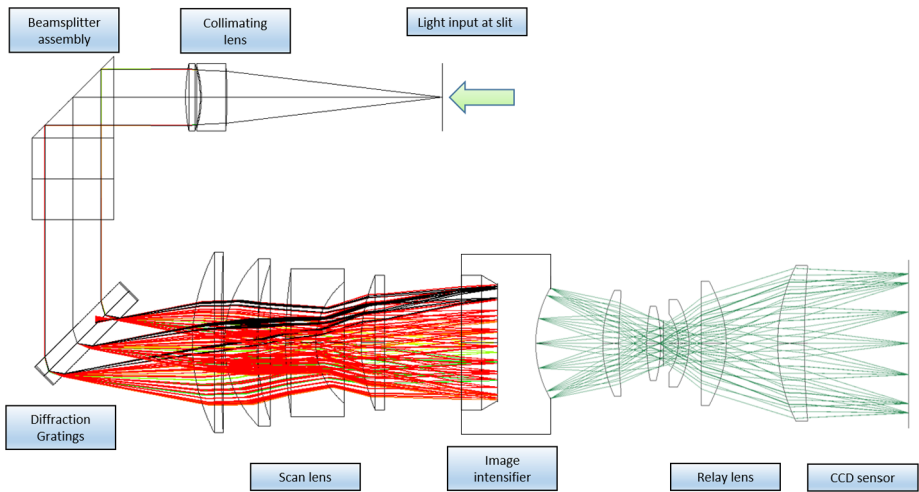 Beamsplitter
assembly
Collimating
lens
Light input at slit
Diffraction
Gratings
Scan lens
Image
intensifier
Relay lens
CCD sensor